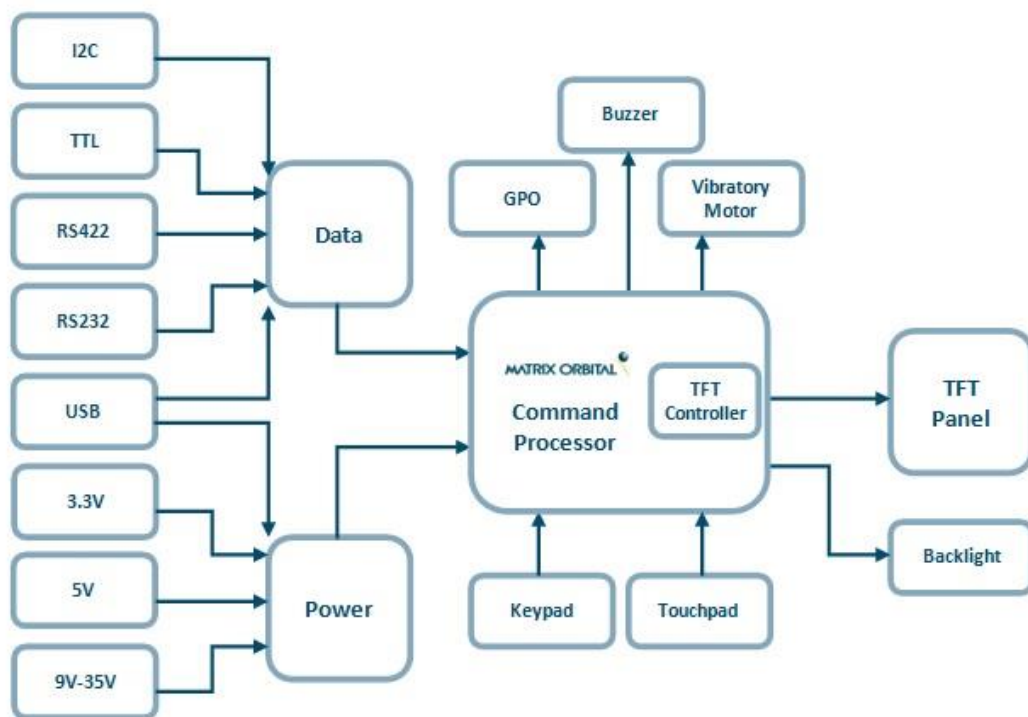 I2C
TTL
RS422
RS232
USB
3.3V
5V
9V-35V
Data
Power
GPO
Buzzer
Vibratory
Motor
MATRIX ORBITAL
Command
Processor
TFT
Controller
Keypad
Touchpad
TFT
Panel
Backlight